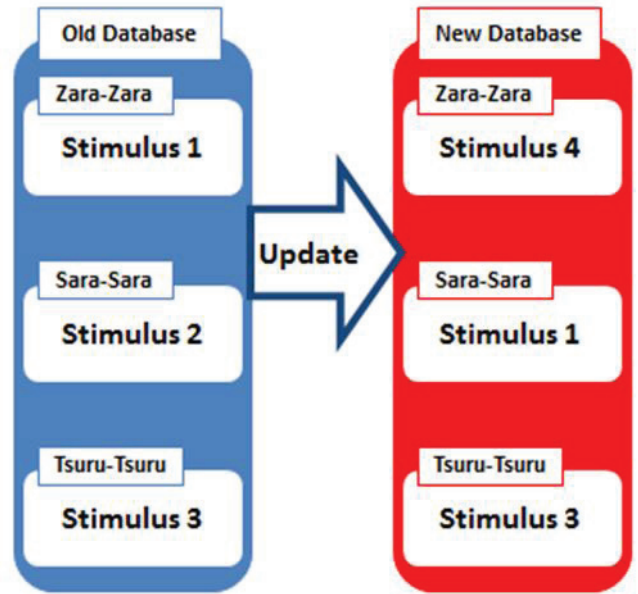 Old Database
Zara-Zara
Stimulus 1
Sara-Sara
Stimulus 2
Tsuru-Tsuru
Stimulus 3
Update
New Database
Zara-Zara
Stimulus 4
Sara-Sara
Stimulus 1
Tsuru-Tsuru
Stimulus 3